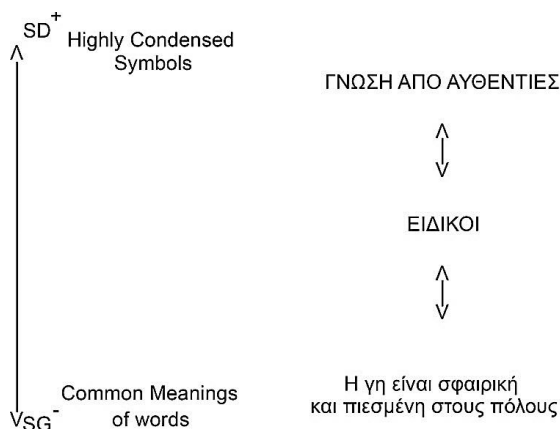 SD+
Highly Condensed
Symbols
ΓΝΩΣΗ ΑΠΟ ΑΥΘΕΝΤΙΕΣ
ΕΙΔΙΚΟΙ
SG-
Common Meanings
of words
Η γη είναι σφαιρική
και πιεσμένη στους πόλους